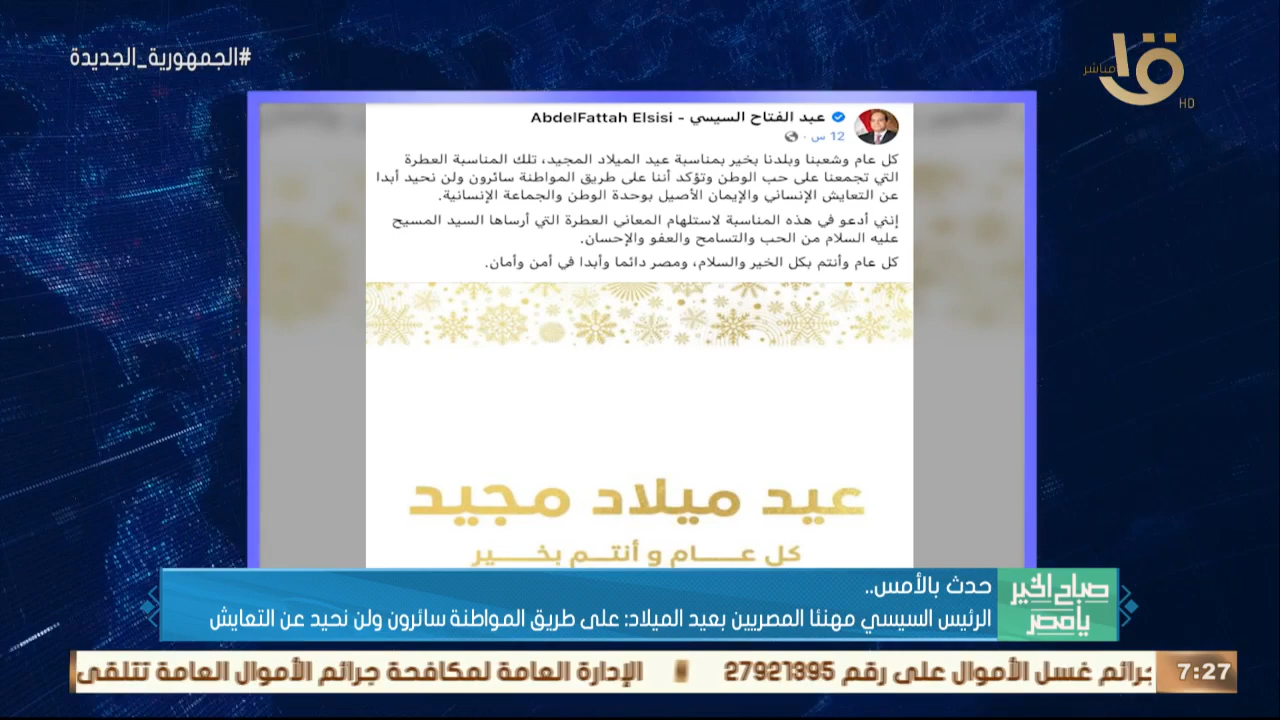 #الجمهورية_الجديدة
مباشر
HD
عبد الفتاح السيسي - AbdelFattah Elsisi
12 س ·
كل عام وشعبنا وبلدنا بخير بمناسبة عيد الميلاد المجيد، تلك المناسبة العطرة
التي تجمعنا على حب الوطن وتؤكد أننا على طريق المواطنة سائرون ولن نحيد أبدا
عن التعايش الإنساني والإيمان الأصيل بوحدة الوطن والجماعة الإنسانية.
إنني أدعو في هذه المناسبة لاستلهام المعاني العطرة التي أرساها السيد المسيح
عليه السلام من الحب والتسامح والعفو والإحسان.
كل عام وأنتم بكل الخير والسلام، ومصر دائما وأبدا في أمن وأمان.
عيد ميلاد مجيد
كل عـــام و أنتــم بخـــير
صباح الخير
يا مصر
حدث بالأمس..
الرئيس السيسي مهنئا المصريين بعيد الميلاد: على طريق المواطنة سائرون ولن نحيد عن التعايش
7:27
جرائم غسل الأموال على رقم 27921395
الإدارة العامة لمكافحة جرائم الأموال العامة تتلقى